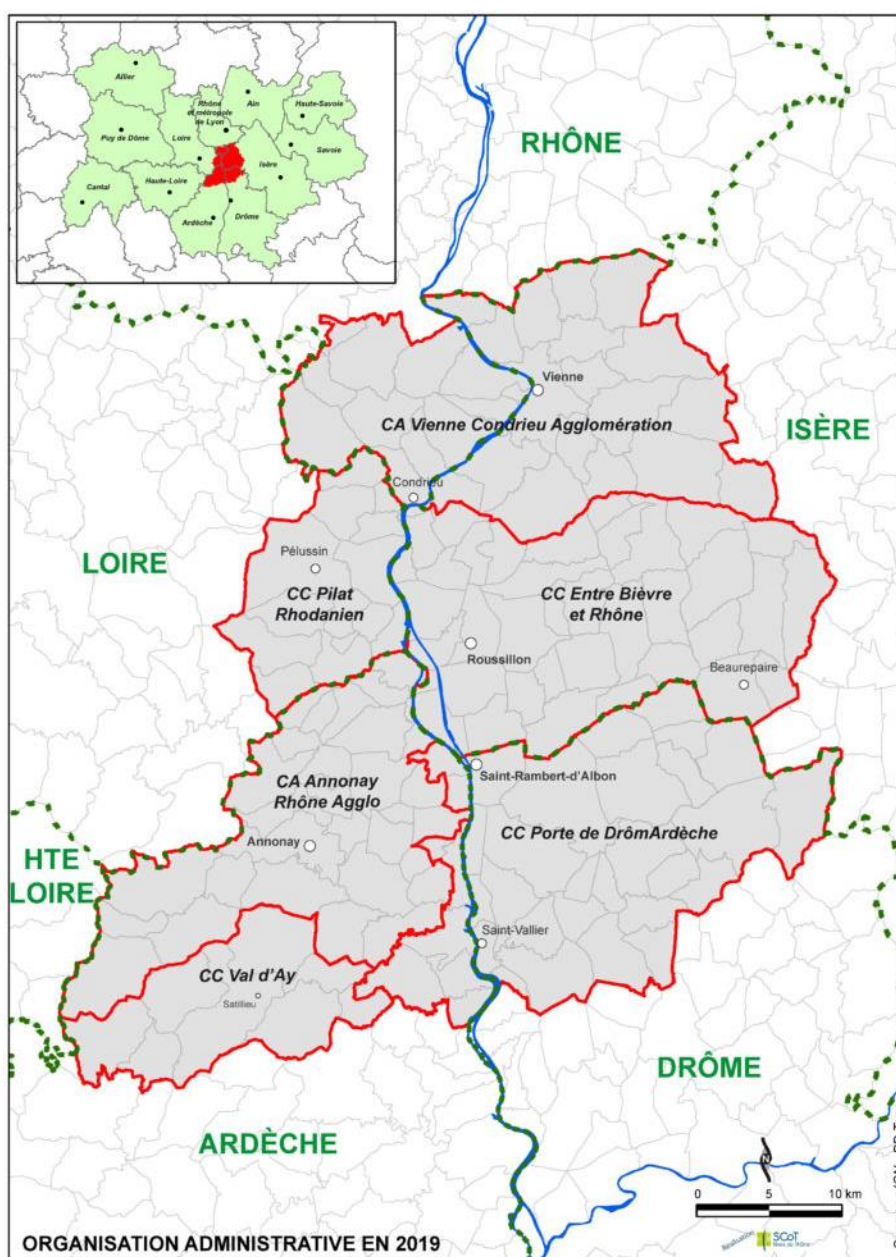 Allier
Rhône
et métropole
de Lyon
Ain
Haute-Savoie
Puy de Dôme
Loire
Savoie
Isère
Cantal
Haute-Loire
Ardèche
Drôme
RHÔNE
Vienne
CA Vienne Condrieu Agglomération
ISÈRE
Condrieu
LOIRE
Pélussin
CC Pilat
Rhodanien
CC Entre Bièvre
et Rhône
Roussillon
Beaurepaire
CA Annonay
Rhône Agglo
Saint-Rambert-d'Albon
CC Porte de DrômArdèche
Annonay
HTE
LOIRE
Saint-Vallier
CC Val d'Ay
Satillieu
DRÔME
ARDÈCHE
N
0 5 10 km
ORGANISATION ADMINISTRATIVE EN 2019
Réalisation
SCoT